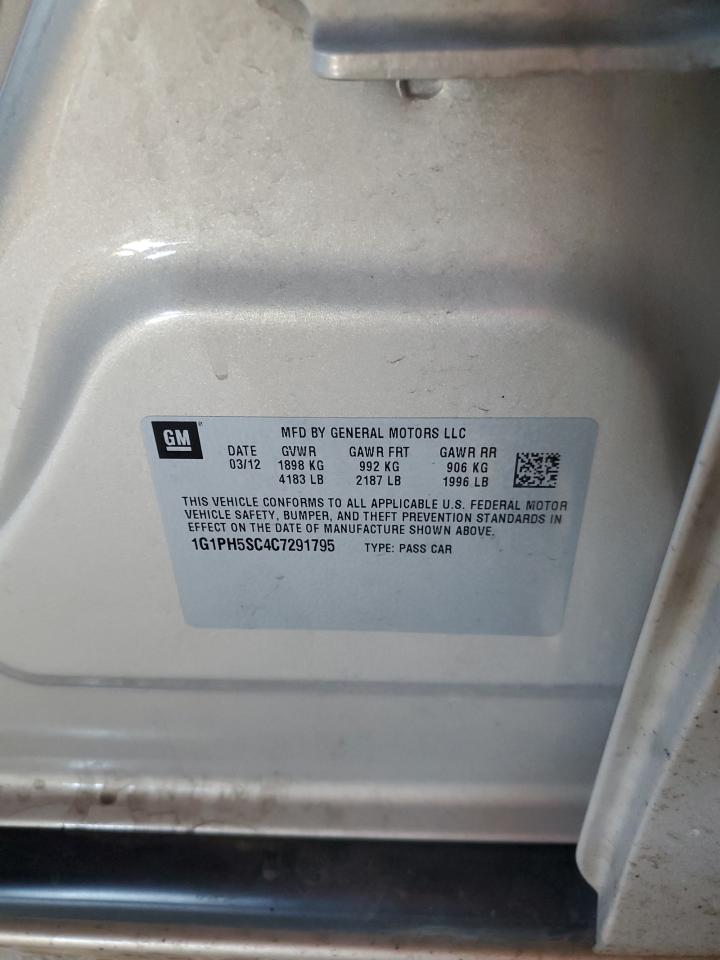 GM
MFD BY GENERAL MOTORS LLC
DATE GVWR GAWR FRT GAWR RR
03/12 1898 KG 992 KG 906 KG
4183 LB 2187 LB 1996 LB
THIS VEHICLE CONFORMS TO ALL APPLICABLE U.S. FEDERAL MOTOR
VEHICLE SAFETY, BUMPER, AND THEFT PREVENTION STANDARDS IN
EFFECT ON THE DATE OF MANUFACTURE SHOWN ABOVE.
1G1PH5SC4C7291795 TYPE: PASS CAR